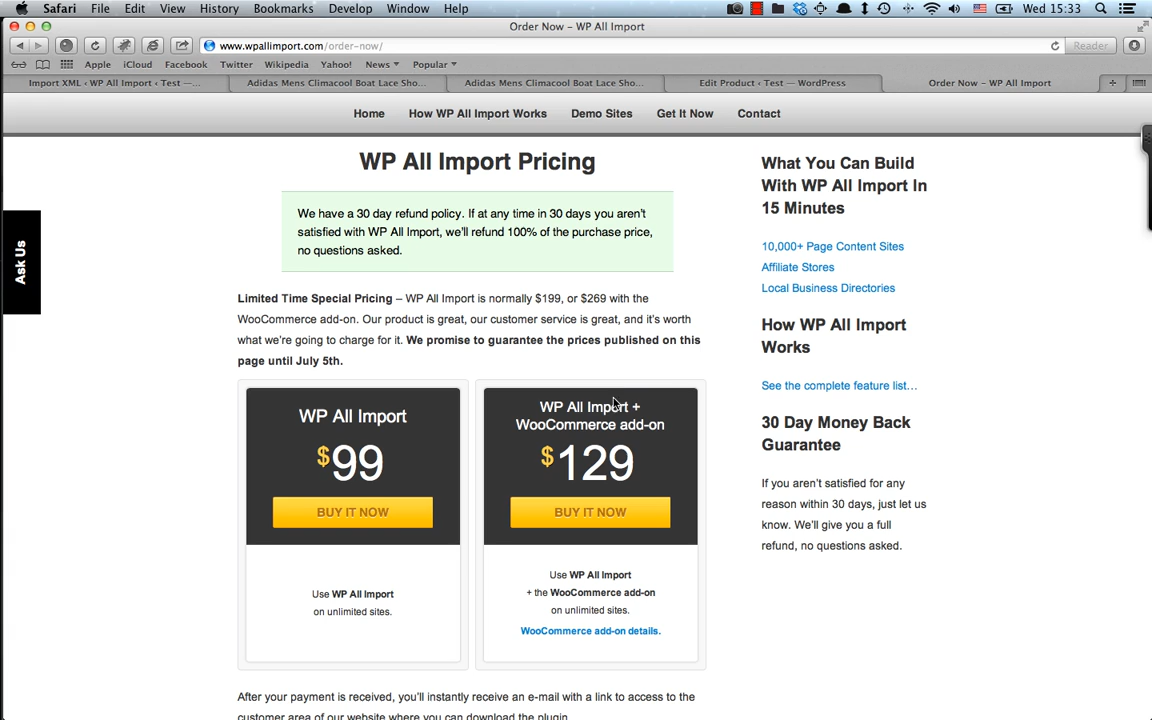 Safari File Edit View History Bookmarks Develop Window Help Wed 15:33
Order Now – WP All Import
www.wpallimport.com/order-now/ Reader
Apple iCloud Facebook Twitter Wikipedia Yahoo! News Popular
Import XML ‹ WP All Import ‹ Test —... Adidas Mens Climacool Boat Lace Sho... Adidas Mens Climacool Boat Lace Sho... Edit Product ‹ Test — WordPress Order Now – WP All Import
Home How WP All Import Works Demo Sites Get It Now Contact
Ask Us
WP All Import Pricing
We have a 30 day refund policy. If at any time in 30 days you aren't
satisfied with WP All Import, we'll refund 100% of the purchase price,
no questions asked.
Limited Time Special Pricing – WP All Import is normally $199, or $269 with the
WooCommerce add-on. Our product is great, our customer service is great, and it's worth
what we're going to charge for it. We promise to guarantee the prices published on this
page until July 5th.
WP All Import
$99
BUY IT NOW
Use WP All Import
on unlimited sites.
WP All Import +
WooCommerce add-on
$129
BUY IT NOW
Use WP All Import
+ the WooCommerce add-on
on unlimited sites.
WooCommerce add-on details.
After your payment is received, you'll instantly receive an e-mail with a link to access to the
customer area of our website where you can download the plugin.
What You Can Build
With WP All Import In
15 Minutes
10,000+ Page Content Sites
Affiliate Stores
Local Business Directories
How WP All Import
Works
See the complete feature list...
30 Day Money Back
Guarantee
If you aren't satisfied for any
reason within 30 days, just let us
know. We'll give you a full
refund, no questions asked.